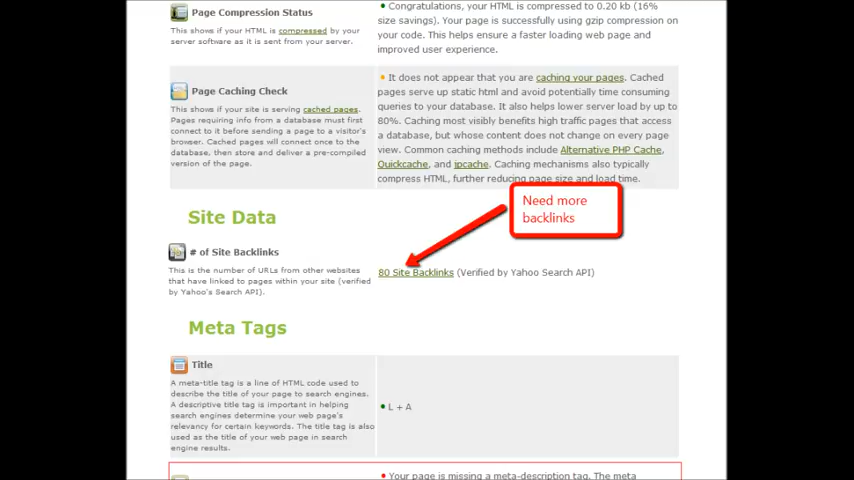 Page Compression Status
This shows if your HTML is compressed by your
server software as it is sent from your server.
Congratulations, your HTML is compressed to 0.20 kb (16%
size savings). Your page is successfully using gzip compression on
your code. This helps ensure a faster loading web page and
improved user experience.
Page Caching Check
This shows if your site is serving cached pages.
Pages requiring info from a database must first
connect to it before sending a page to a visitor's
browser. Cached pages will connect once to the
database, then store and deliver a pre-compiled
version of the page.
It does not appear that you are caching your pages. Cached
pages serve up static html and avoid potentially time consuming
queries to your database. It also helps lower server load by up to
80%. Caching most visibly benefits high traffic pages that access
a database, but whose content does not change on every page
view. Common caching methods include Alternative PHP Cache,
Quickcache, and jpcache. Caching mechanisms also typically
compress HTML, further reducing page size and load time.
Need more
backlinks
Site Data
# of Site Backlinks
This is the number of URLs from other websites
that have linked to pages within your site (verified
by Yahoo's Search API).
80 Site Backlinks (Verified by Yahoo Search API)
Meta Tags
Title
A meta-title tag is a line of HTML code used to
describe the title of your page to search engines.
A descriptive title tag is important in helping
search engines determine your web page's
relevancy for certain keywords. The title tag is also
used as the title of your web page in search
engine results.
L + A
Your page is missing a meta-description tag. The meta